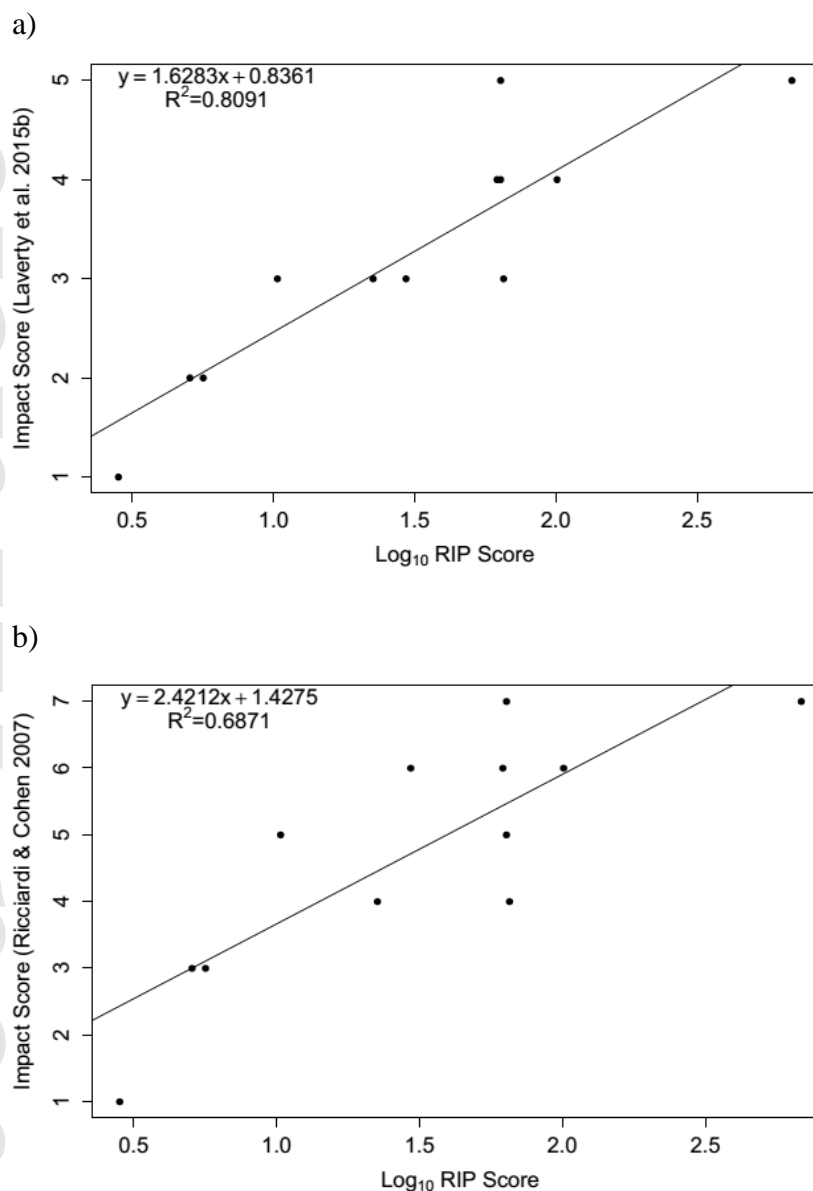 a)
y = 1.6283x + 0.8361
R²=0.8091
Impact Score (Laverty et al. 2015b)
5
4
3
2
1
0.5 1.0 1.5 2.0 2.5
Log₁₀ RIP Score
b)
y = 2.4212x + 1.4275
R²=0.6871
Impact Score (Ricciardi & Cohen 2007)
7
6
5
4
3
2
1
0.5 1.0 1.5 2.0 2.5
Log₁₀ RIP Score